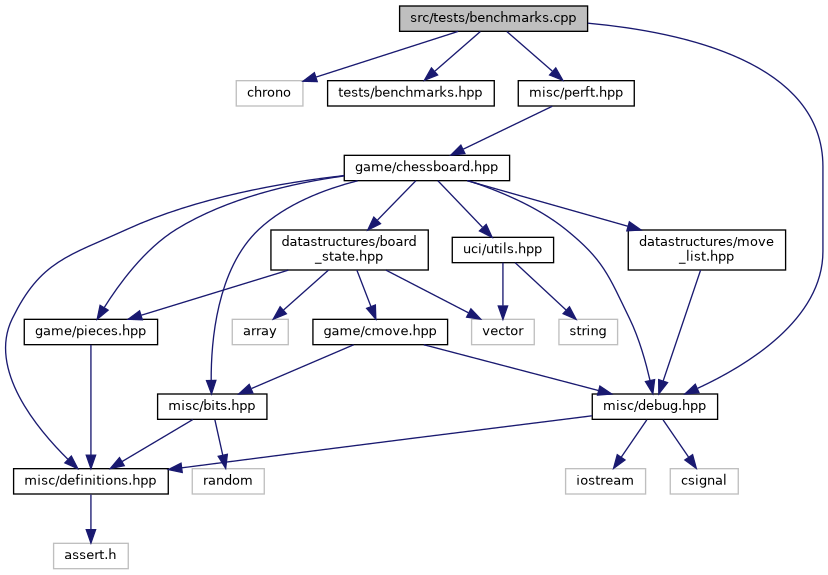 src/tests/benchmarks.cpp
chrono
tests/benchmarks.hpp
misc/perft.hpp
game/chessboard.hpp
datastructures/board
_state.hpp
uci/utils.hpp
datastructures/move
_list.hpp
game/pieces.hpp
array
game/cmove.hpp
vector
string
misc/bits.hpp
misc/debug.hpp
misc/definitions.hpp
random
iostream
csignal
assert.h